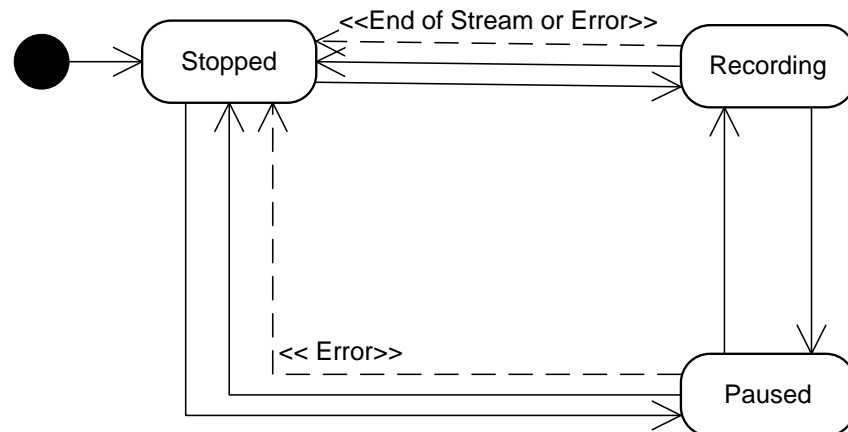 <<End of Stream or Error>>
Stopped
Recording
<< Error>>
Paused